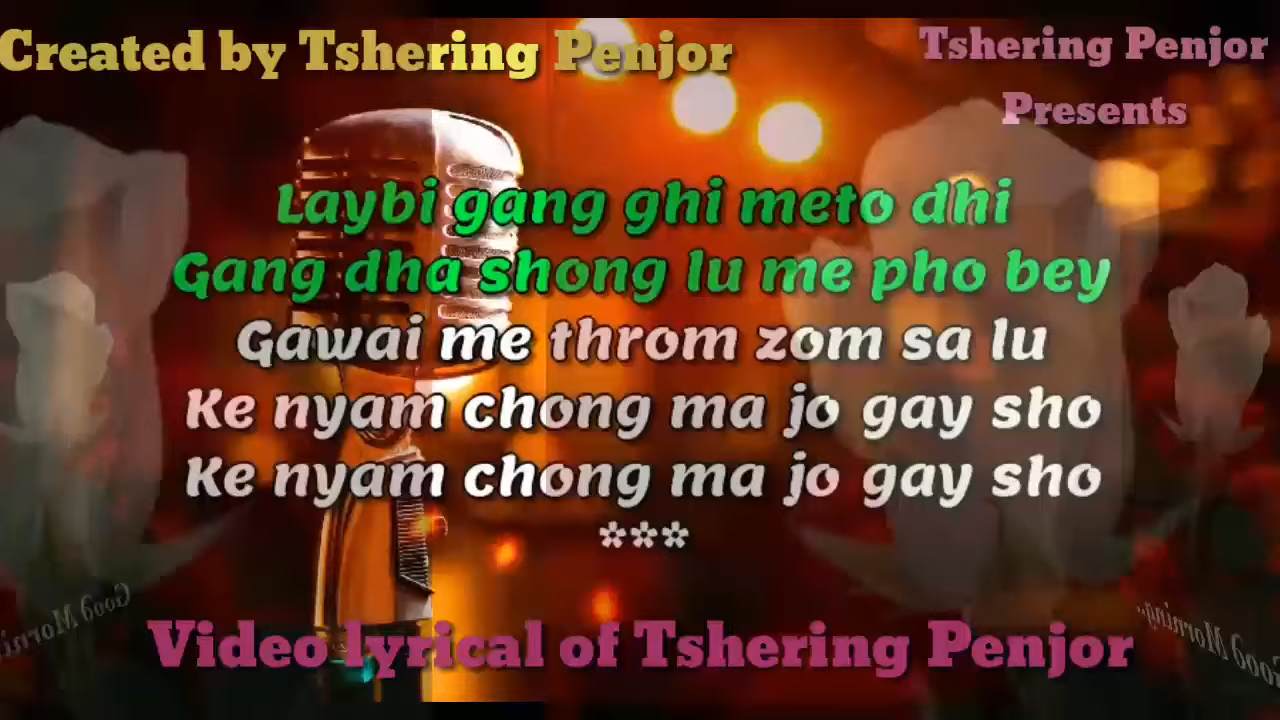 Created by Tshering Penjor
Tshering Penjor
Presents
Laybi gang ghi meto dhi
Gang dha shong lu me pho bey
Gawai me throm zom sa lu
Ke nyam chong ma jo gay sho
Ke nyam chong ma jo gay sho
***
Video lyrical of Tshering Penjor
Good Morning..